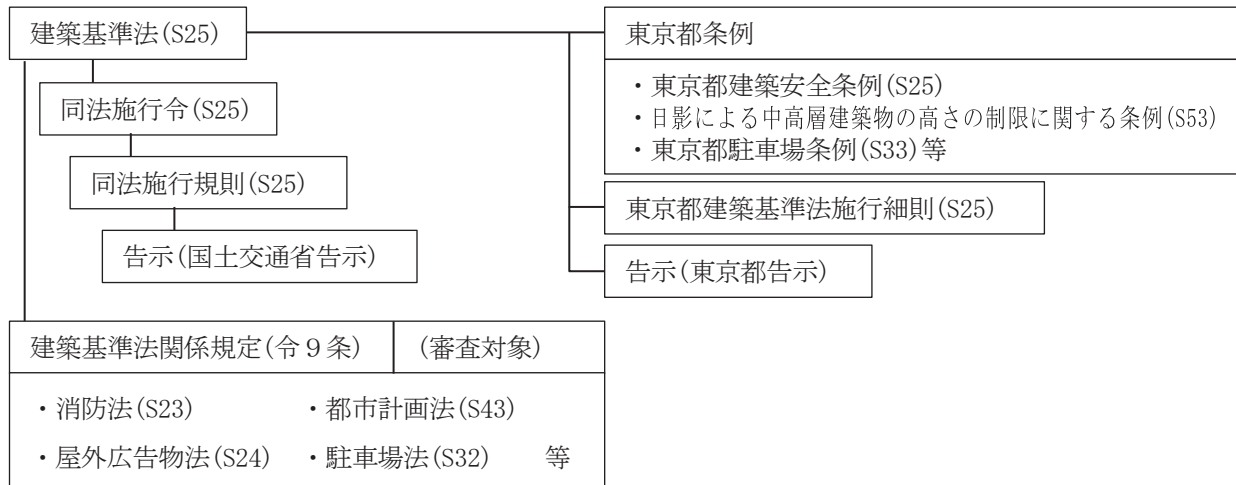 建築基準法(S25)
同法施行令(S25)
同法施行規則(S25)
告示(国土交通省告示)
東京都条例
・東京都建築安全条例(S25)
・日影による中高層建築物の高さの制限に関する条例(S53)
・東京都駐車場条例(S33)等
東京都建築基準法施行細則(S25)
告示(東京都告示)
建築基準法関係規定(令９条) (審査対象)
・消防法(S23) ・都市計画法(S43)
・屋外広告物法(S24) ・駐車場法(S32) 等